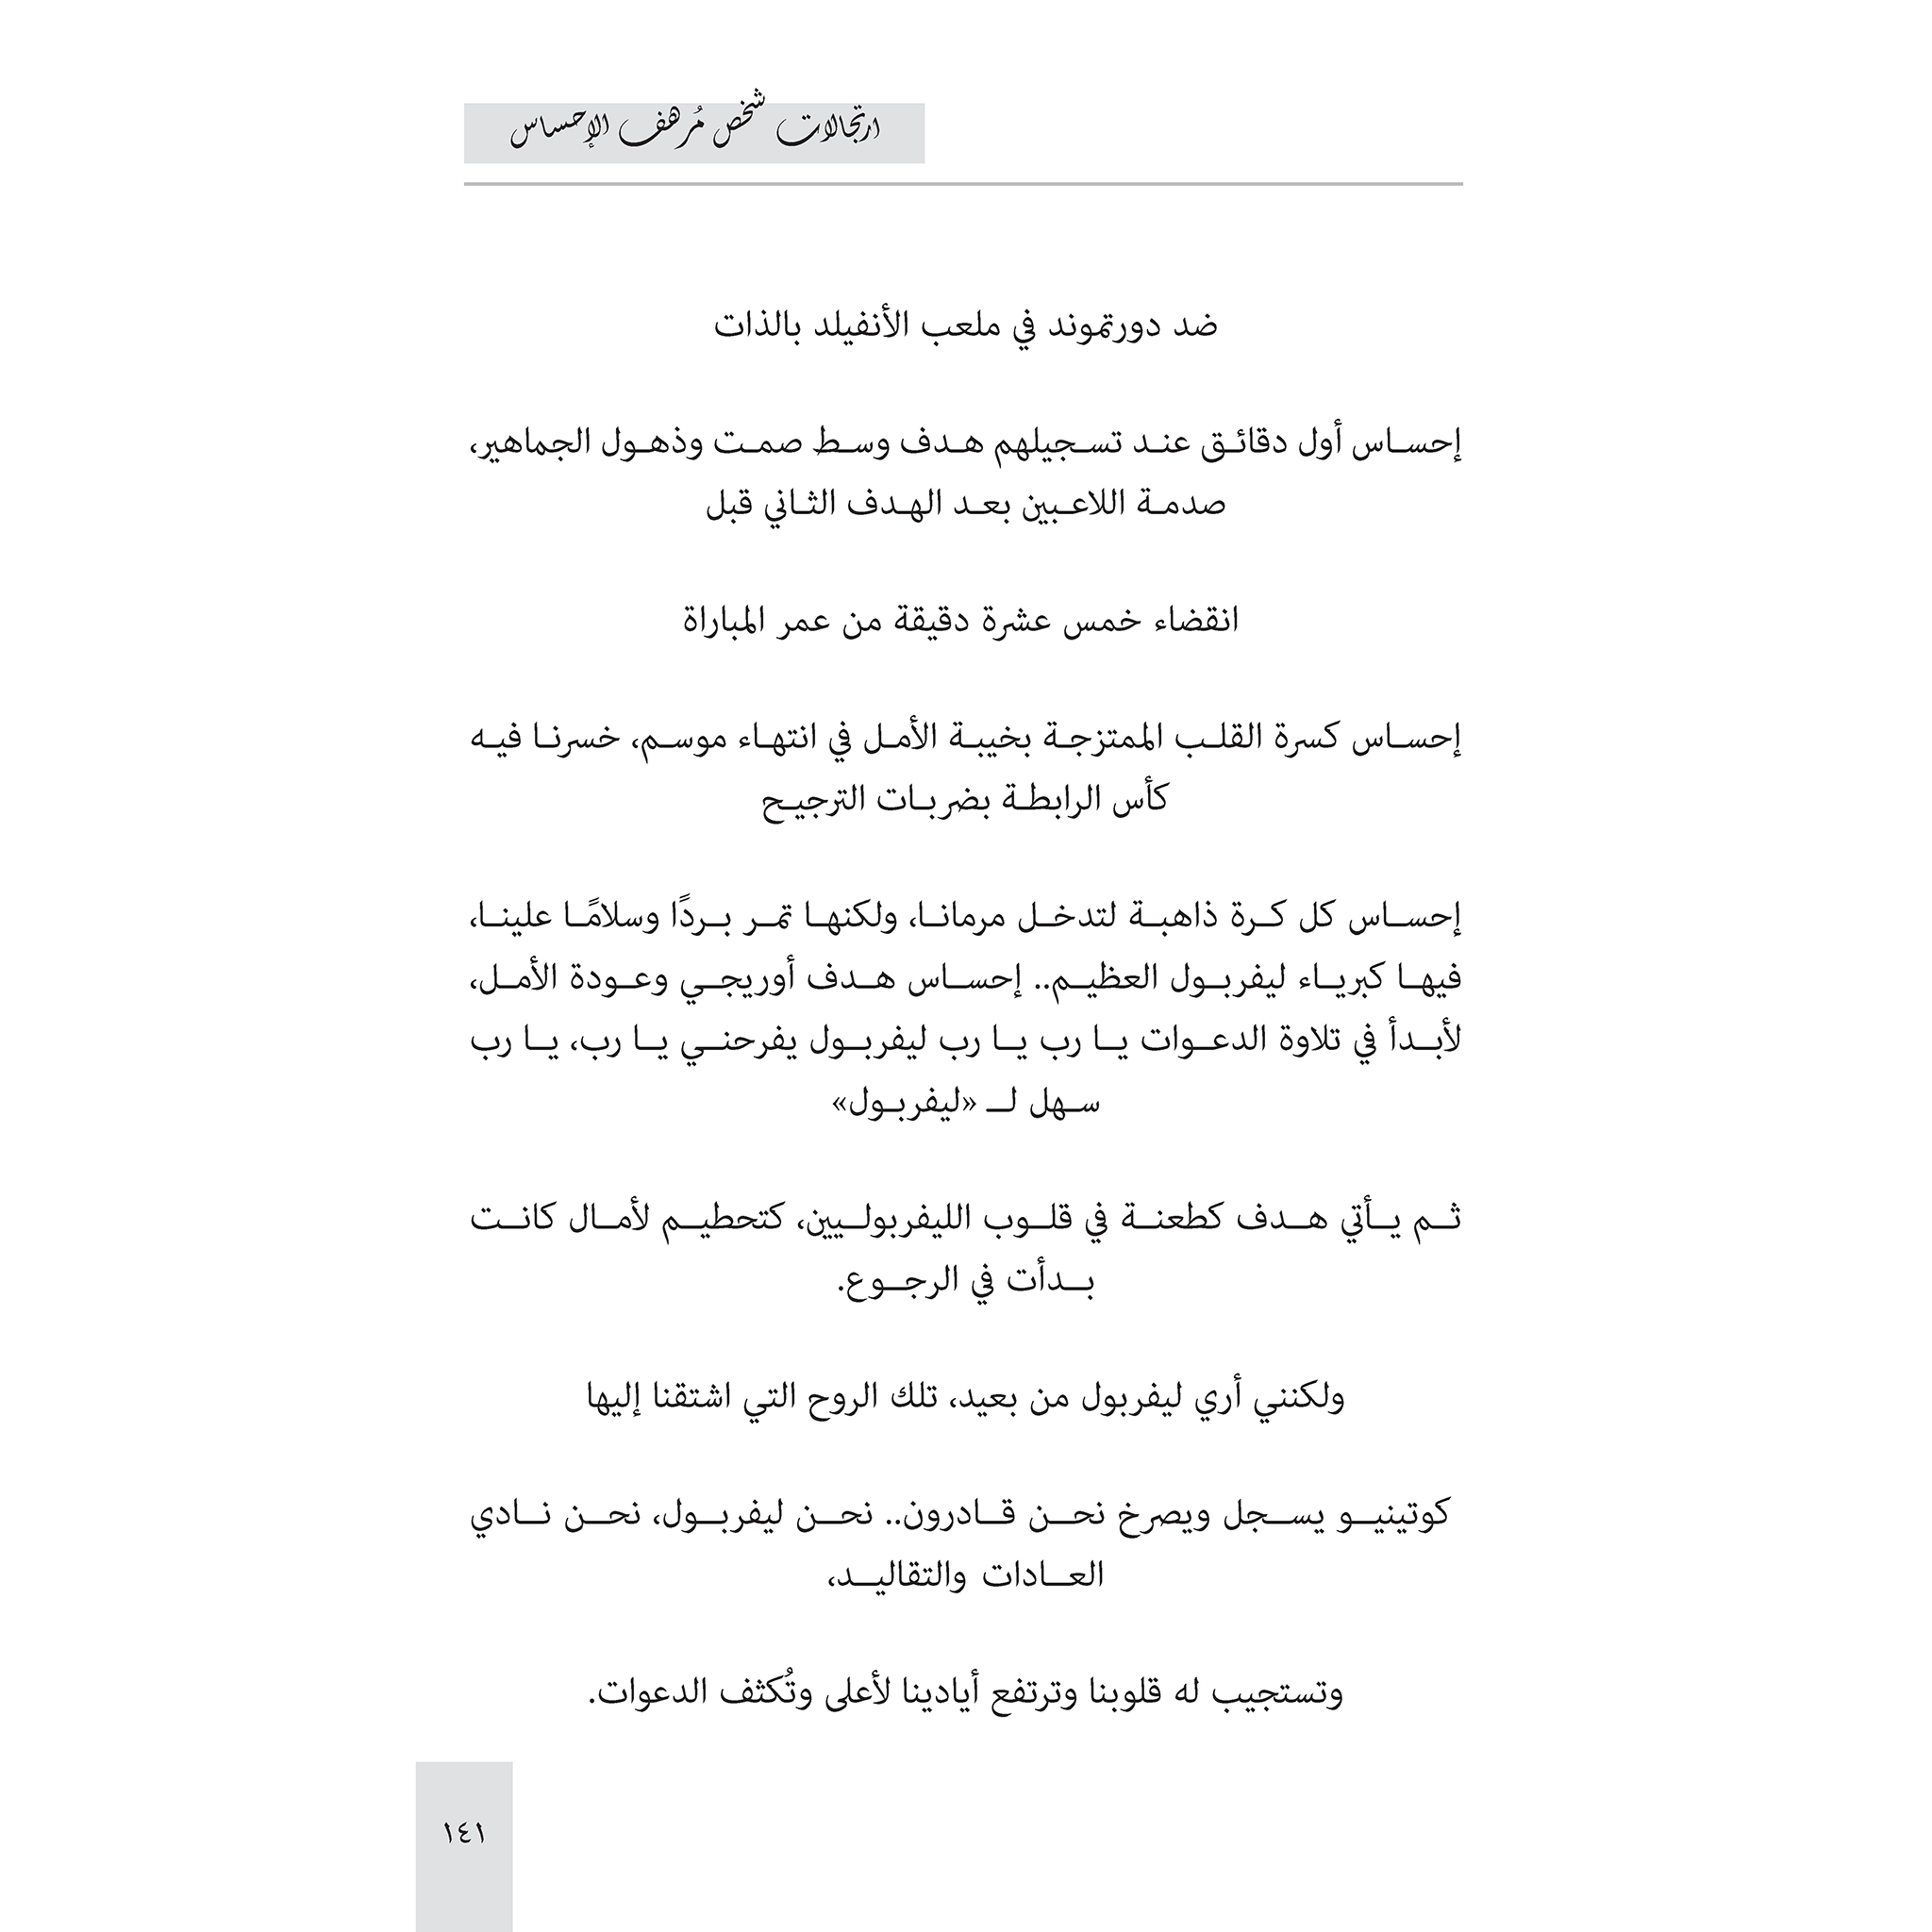 ارتجالات شخص مُرهف الإحساس
ضد دورتموند في ملعب الأنفيلد بالذات
إحساس أول دقائق عند تسجيلهم هدف وسط صمت وذهول الجماهير،
صدمة اللاعبين بعد الهدف الثاني قبل
انقضاء خمس عشرة دقيقة من عمر المباراة
إحساس كسرة القلب الممتزجة بخيبة الأمل في انتهاء موسم، خسرنا فيه
كأس الرابطة بضربات الترجيح
إحساس كل كرة ذاهبة لتدخل مرمانا، ولكنها تمر بردًا وسلامًا علينا،
فيها كبرياء ليفربول العظيم.. إحساس هدف أوريجي وعودة الأمل،
لأبدأ في تلاوة الدعوات يا رب يا رب ليفربول يفرحني يا رب، يا رب
سهل لـ «ليفربول»
ثم يأتي هدف كطعنة في قلوب الليفربوليين، كتحطيم لأمال كانت
بدأت في الرجوع.
ولكنني أري ليفربول من بعيد، تلك الروح التي اشتقنا إليها
كوتينيو يسجل ويصرخ نحن قادرون.. نحن ليفربول، نحن نادي
العادات والتقاليد،
وتستجيب له قلوبنا وترتفع أيادينا لأعلى وتُكثف الدعوات.
١٤١